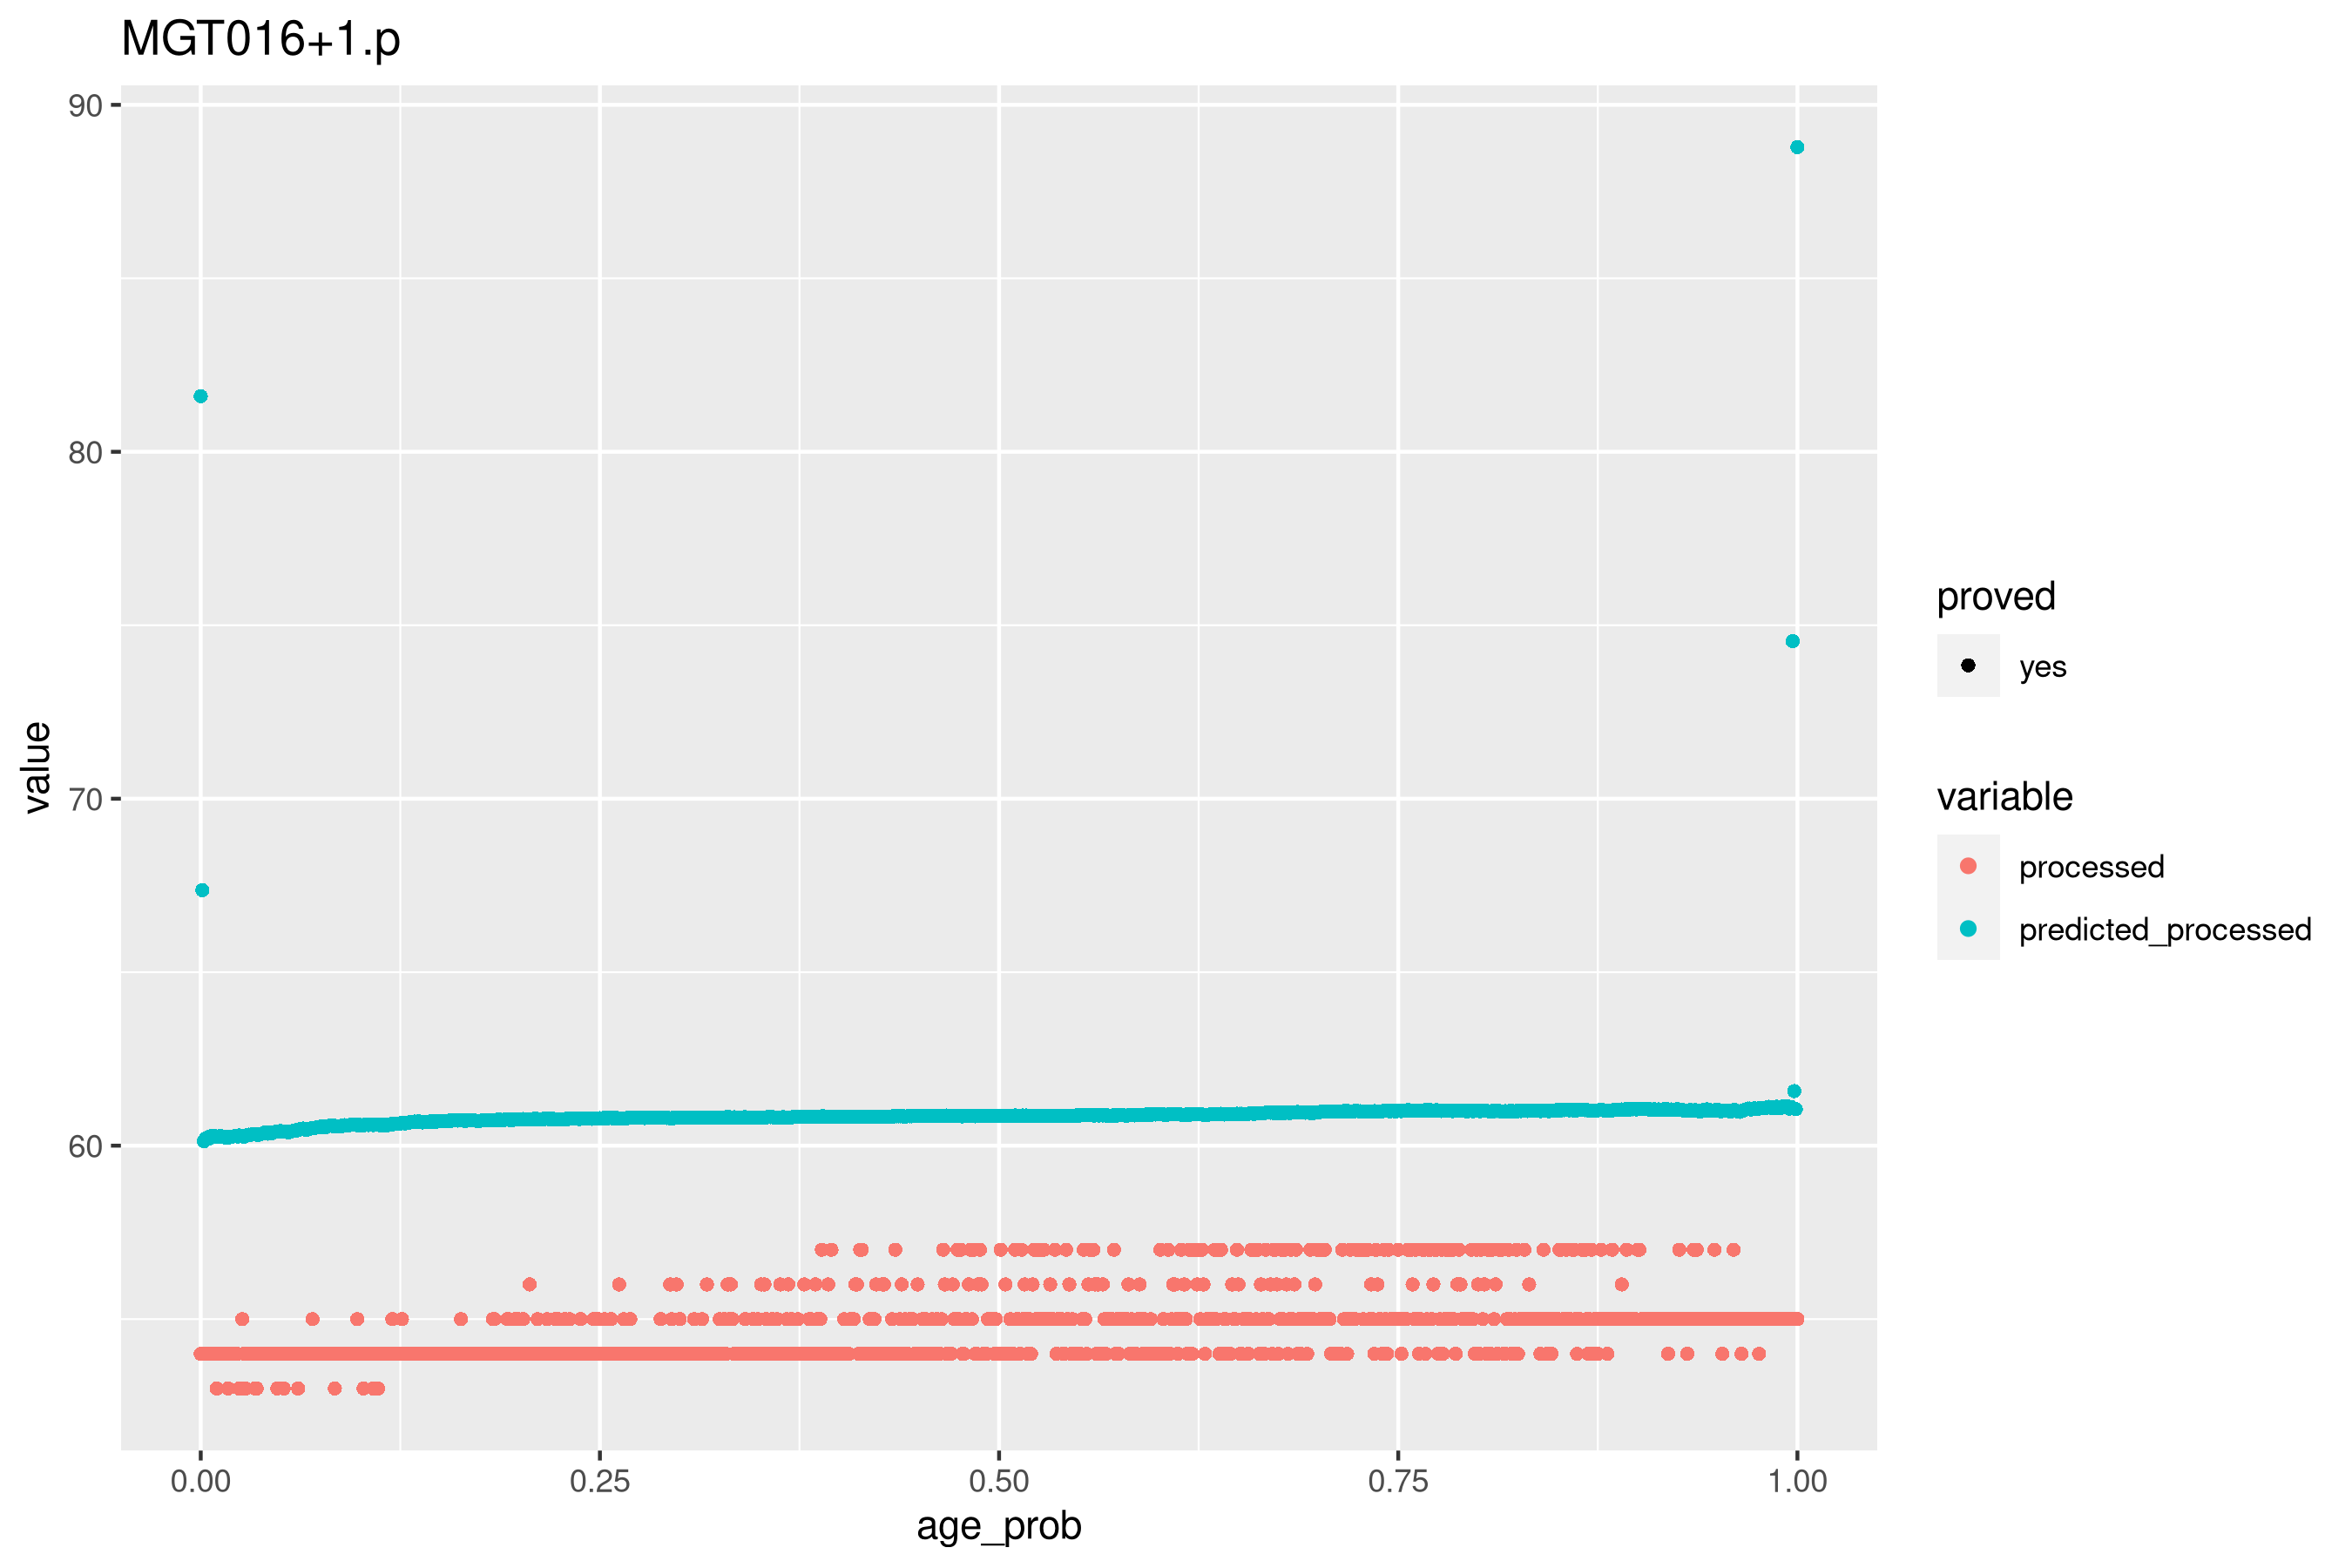 MGT016+1.p
90
80
70
60
value
0.00
0.25
0.50
0.75
1.00
age_prob
proved
yes
variable
processed
predicted_processed